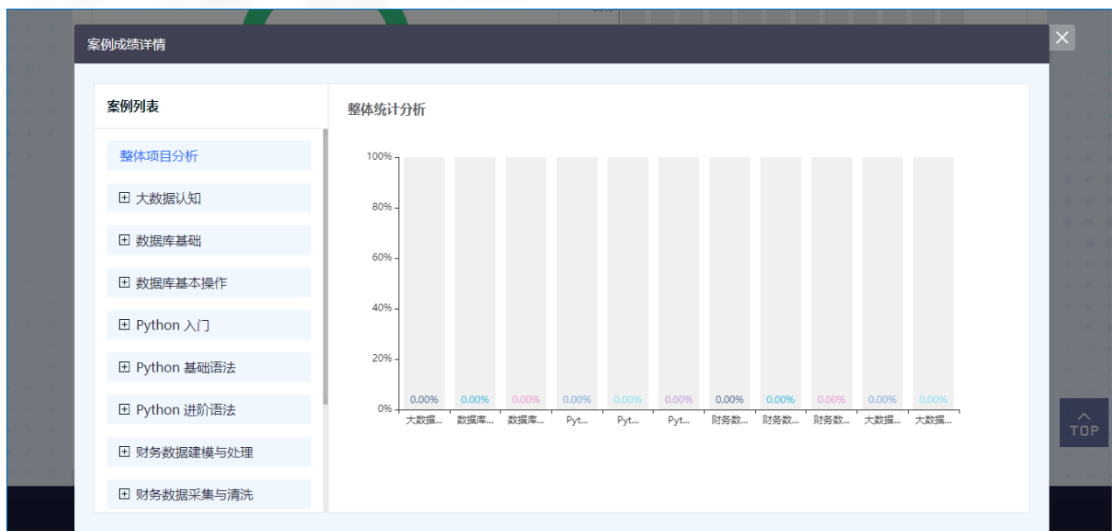 案例成绩详情
案例列表
整体项目分析
大数据认知
数据库基础
数据库基本操作
Python 入门
Python 基础语法
Python 进阶语法
财务数据建模与处理
财务数据采集与清洗
整体统计分析
100%
80%
60%
40%
20%
0%
0.00% 0.00% 0.00% 0.00% 0.00% 0.00% 0.00% 0.00% 0.00% 0.00% 0.00%
大数据... 数据库... 数据库... Pyt... Pyt... Pyt... 财务数... 财务数... 财务数... 大数据... 大数据...
TOP